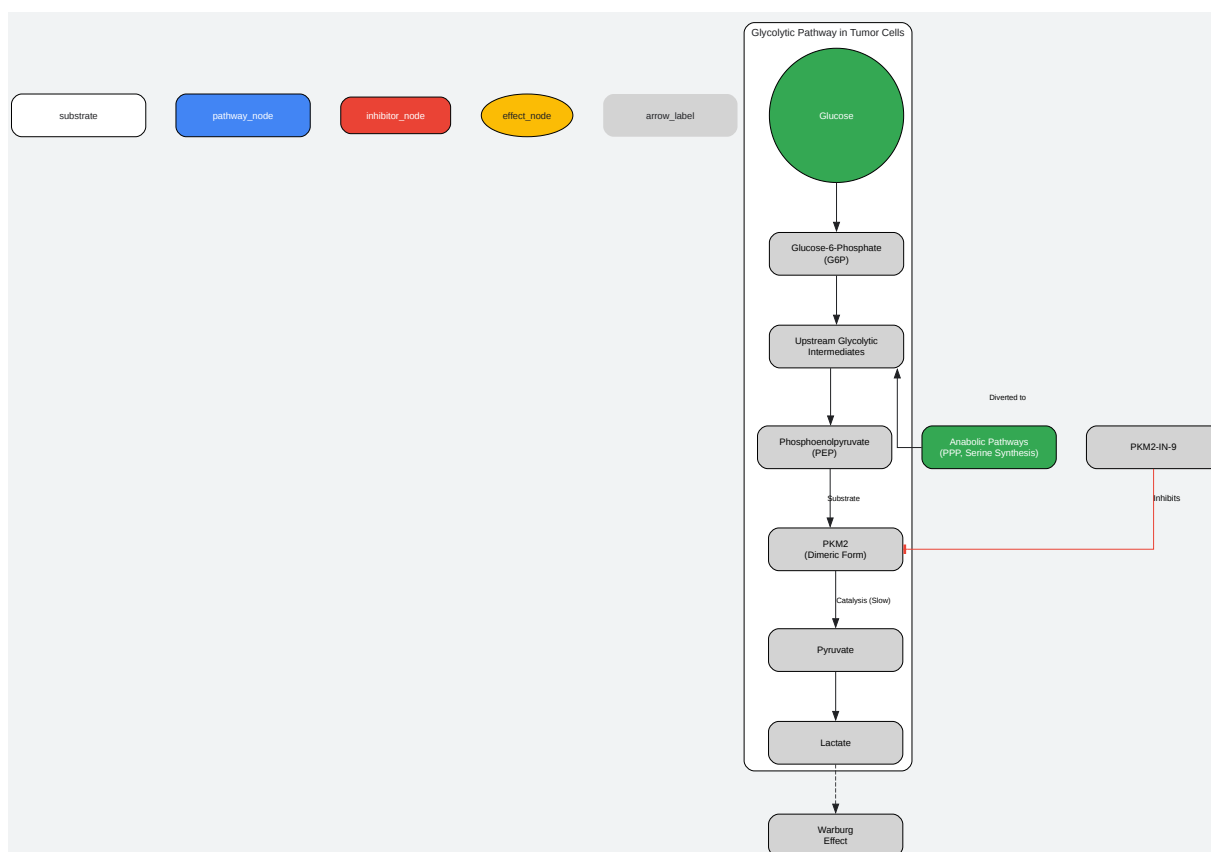 Glycolytic Pathway in Tumor Cells
substrate
pathway_node
inhibitor_node
effect_node
arrow_label
Glucose
Glucose-6-Phosphate
(G6P)
Upstream Glycolytic
Intermediates
Diverted to
Phosphoenolpyruvate
(PEP)
Anabolic Pathways
(PPP, Serine Synthesis)
PKM2-IN-9
Substrate
Inhibits
PKM2
(Dimeric Form)
Catalysis (Slow)
Pyruvate
Lactate
Warburg
Effect